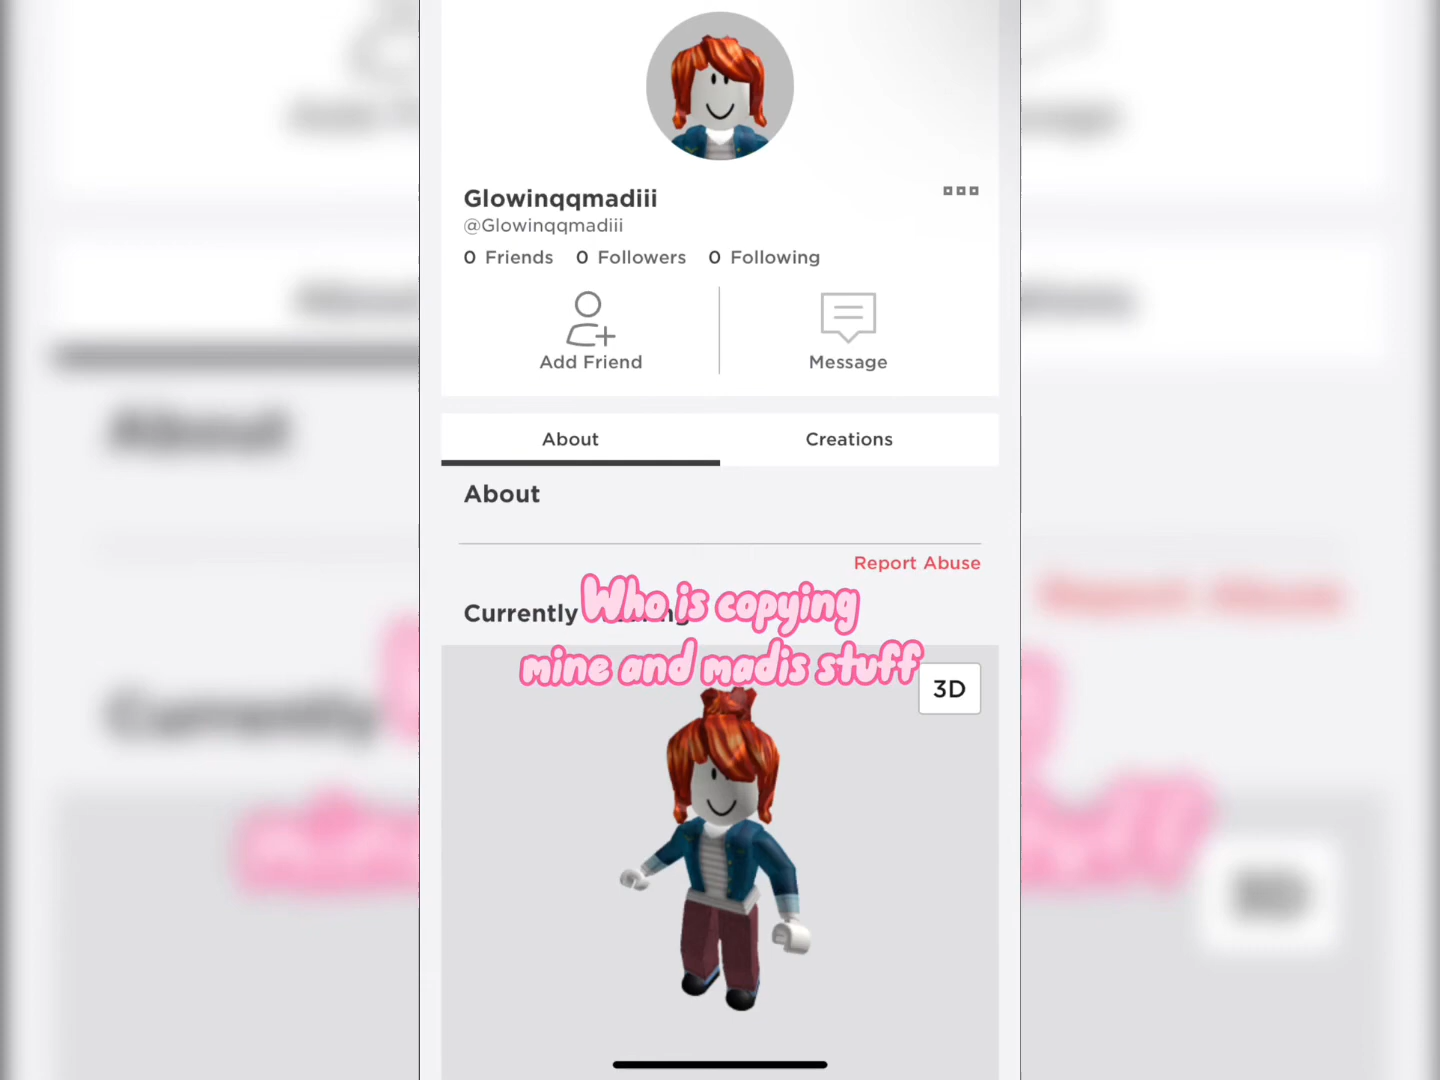 Glowinqqmadiii
@Glowinqqmadiii
0 Friends 0 Followers 0 Following
Add Friend
Message
About
Creations
About
Report Abuse
Currently
Who is copying
mine and madis stuff
3D